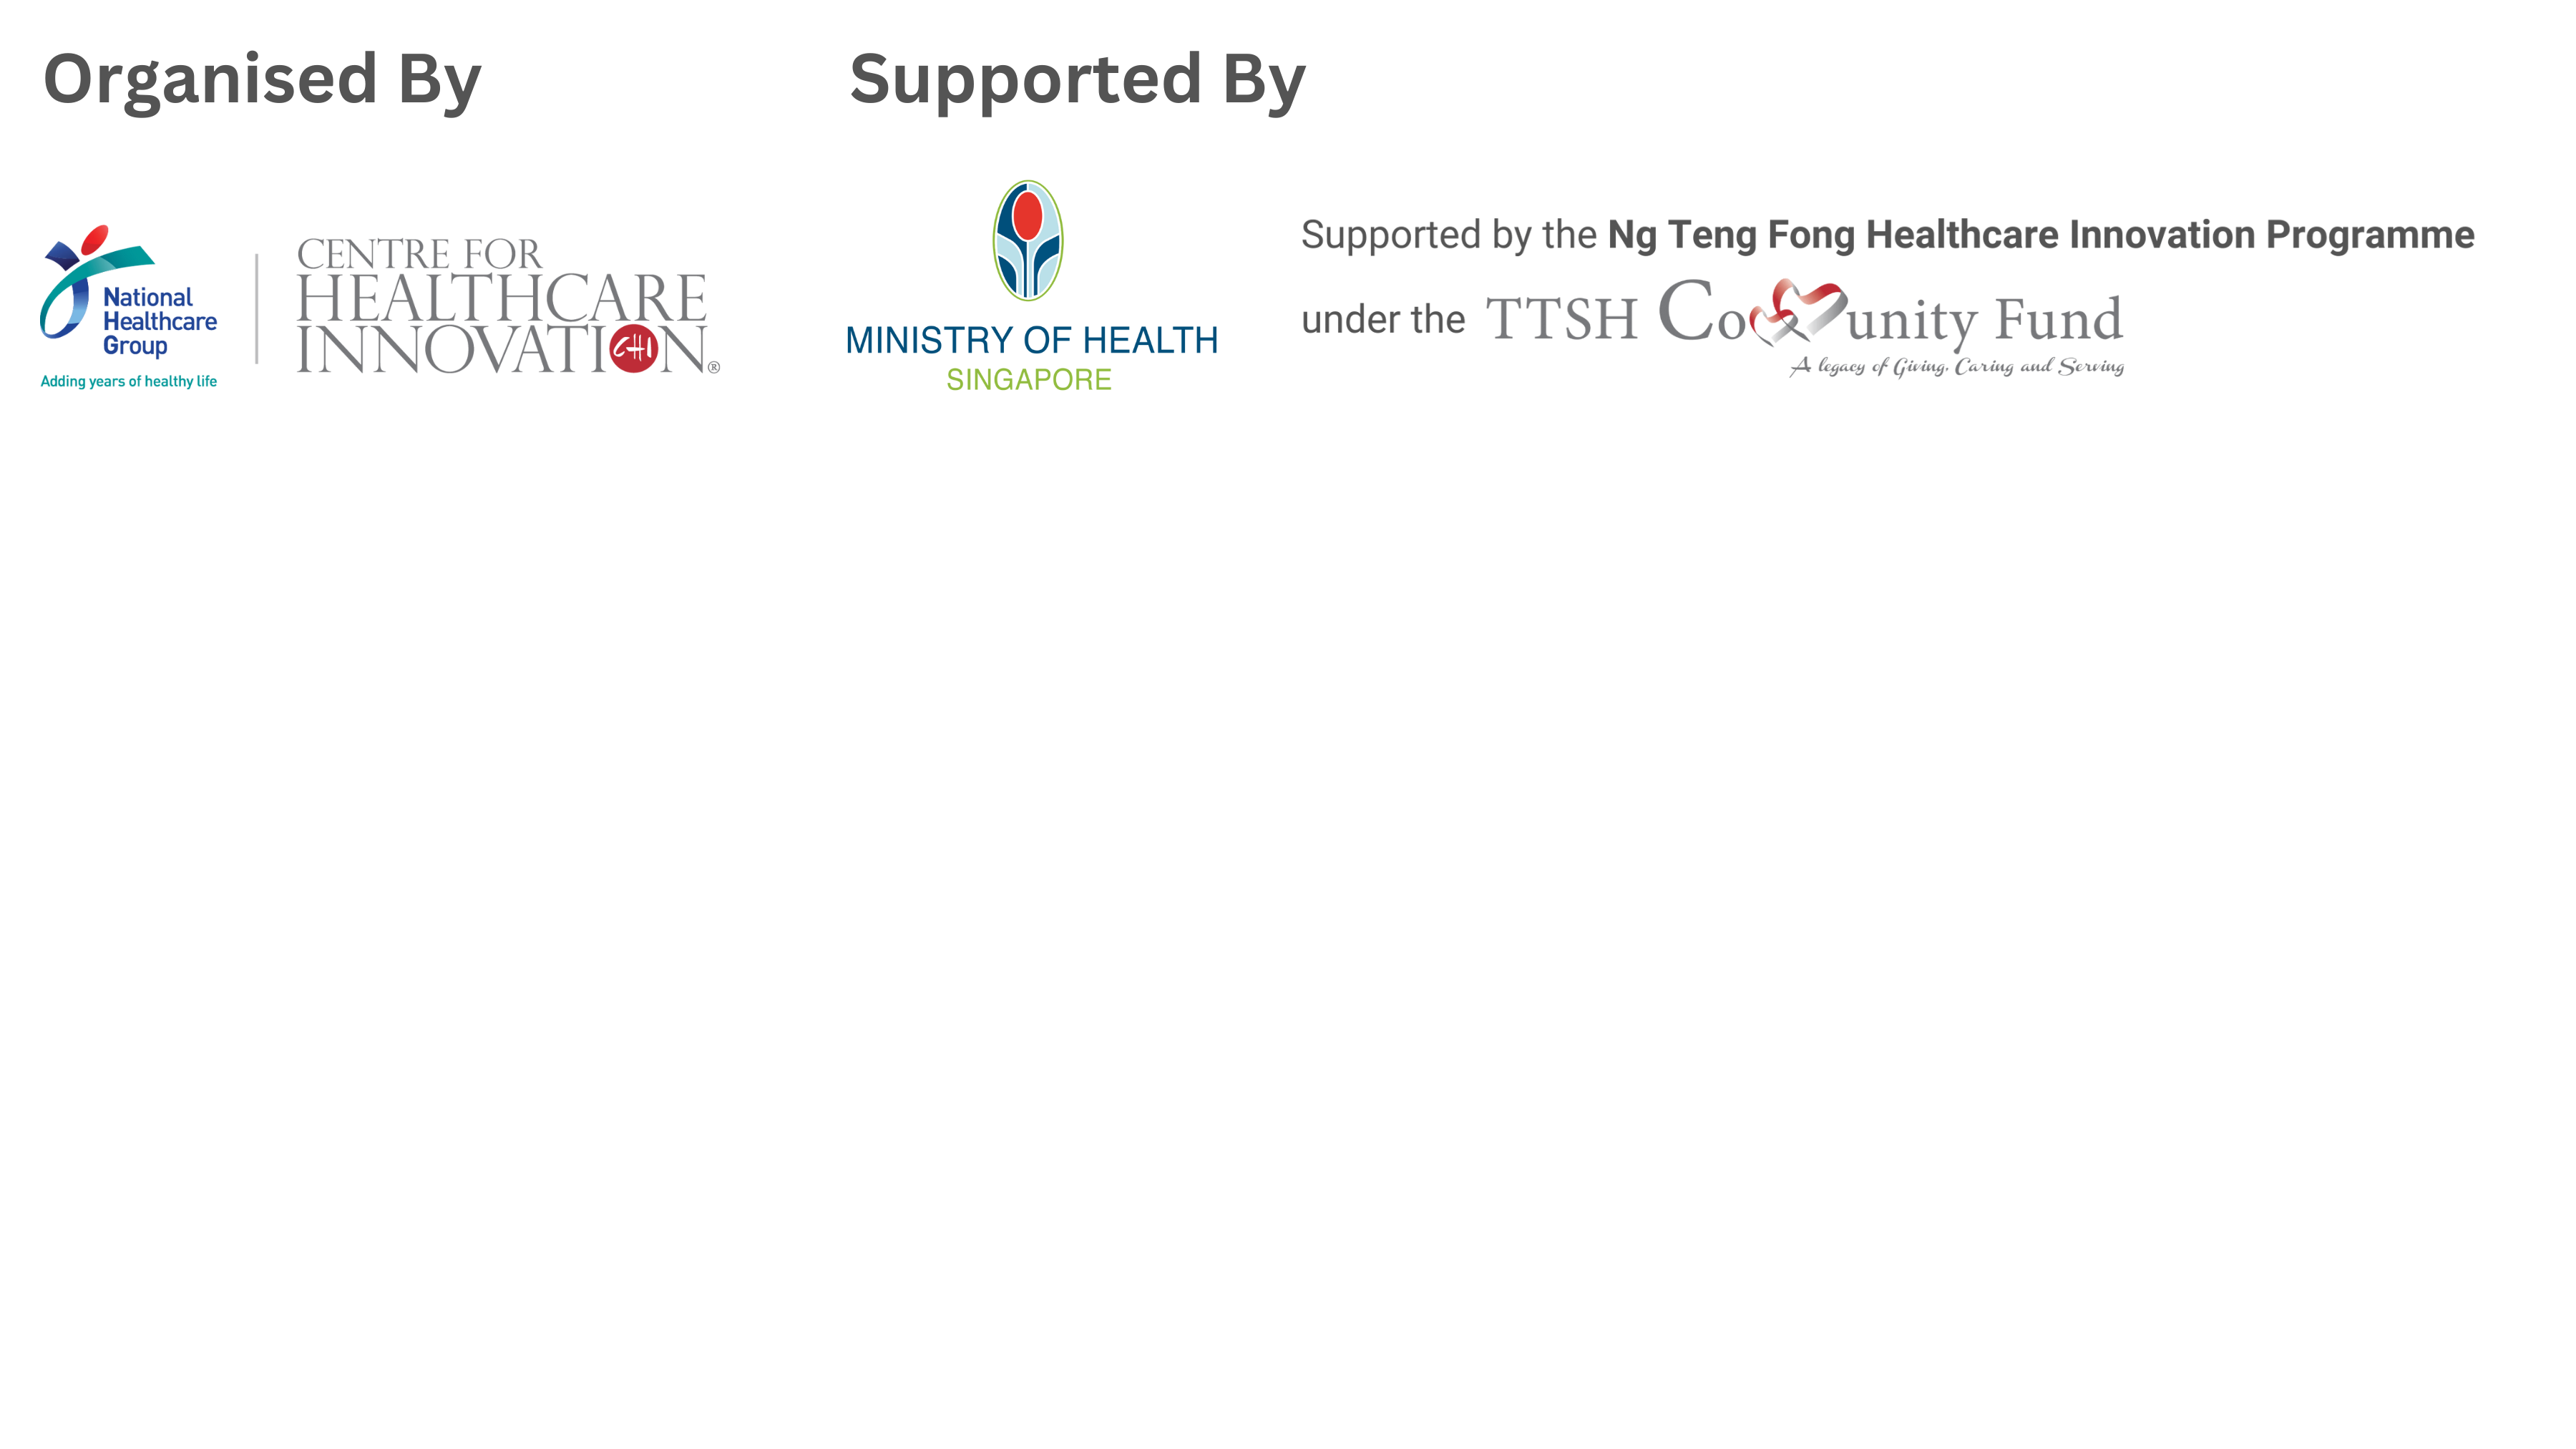 Organised By
Supported By
National
Healthcare
Group
Adding years of healthy life
CENTRE FOR
HEALTHCARE
INNOVATION®
CHI
MINISTRY OF HEALTH
SINGAPORE
Supported by the Ng Teng Fong Healthcare Innovation Programme
under the TTSH Community Fund
A legacy of Giving, Caring and Serving